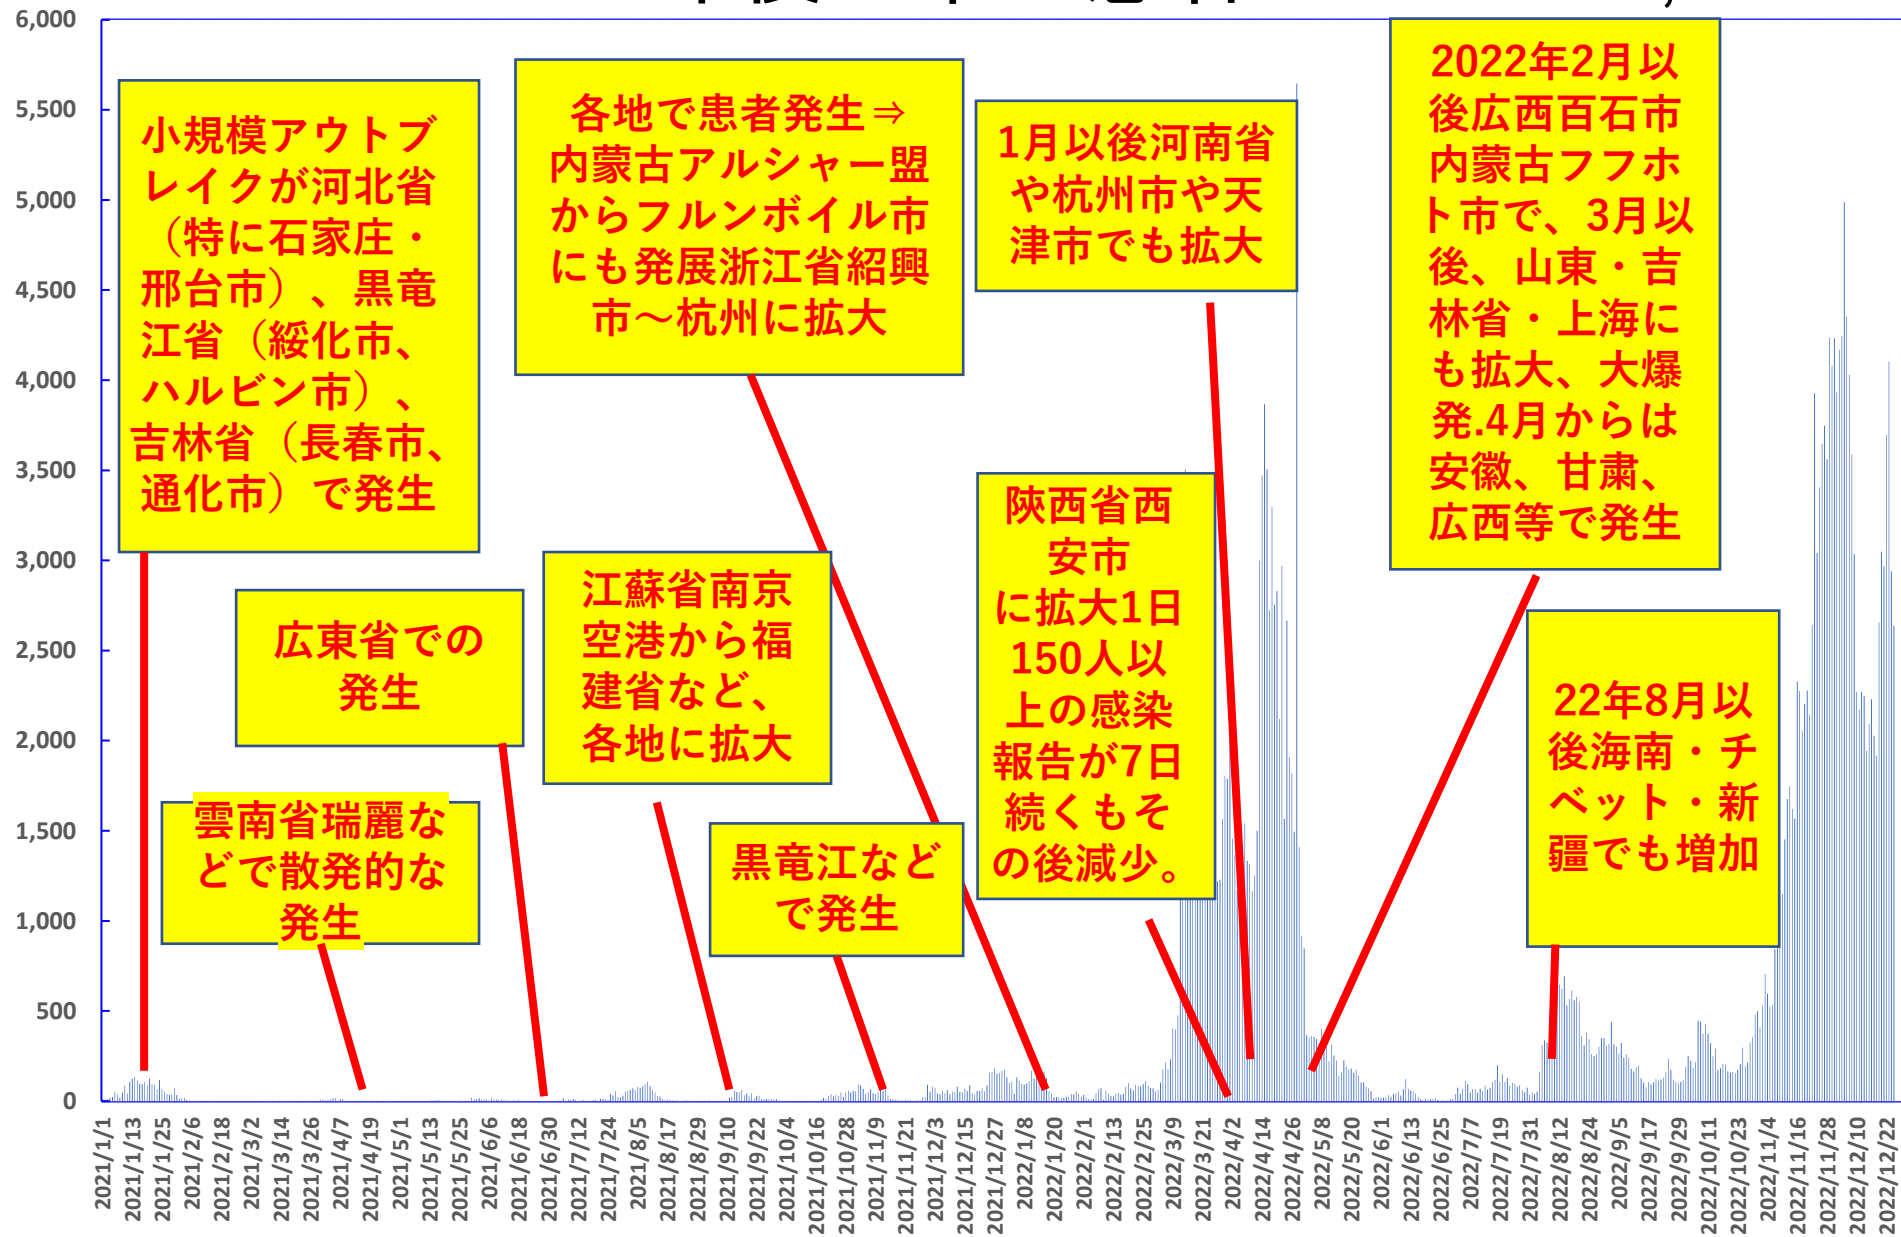 6,000
5,500
5,000
4,500
4,000
3,500
3,000
2,500
2,000
1,500
1,000
500
0
小規模アウトブ
レイクが河北省
（特に石家庄・
邢台市）、黒竜
江省（綏化市、
ハルビン市）、
吉林省（長春市、
通化市）で発生
雲南省瑞麗な
どで散発的な
発生
広東省での
発生
各地で患者発生⇒
内蒙古アルシャー盟
からフルンボイル市
にも発展浙江省紹興
市～杭州に拡大
江蘇省南京
空港から福
建省など、
各地に拡大
黒竜江など
で発生
1月以後河南省
や杭州市や天
津市でも拡大
陝西省西
安市
に拡大1日
150人以
上の感染
報告が7日
続くもそ
の後減少。
2022年2月以
後広西百石市
内蒙古フフホ
ト市で、3月以
後、山東・吉
林省・上海に
も拡大、大爆
発.4月からは
安徽、甘粛、
広西等で発生
22年8月以
後海南・チ
ベット・新
疆でも増加
2021/1/1
2021/1/13
2021/1/25
2021/2/6
2021/2/18
2021/3/2
2021/3/14
2021/3/26
2021/4/7
2021/4/19
2021/5/1
2021/5/13
2021/5/25
2021/6/6
2021/6/18
2021/6/30
2021/7/12
2021/7/24
2021/8/5
2021/8/17
2021/8/29
2021/9/10
2021/9/22
2021/10/4
2021/10/16
2021/10/28
2021/11/9
2021/11/21
2021/12/3
2021/12/15
2021/12/27
2022/1/8
2022/1/20
2022/2/1
2022/2/13
2022/2/25
2022/3/9
2022/3/21
2022/4/2
2022/4/14
2022/4/26
2022/5/8
2022/5/20
2022/6/1
2022/6/13
2022/6/25
2022/7/7
2022/7/19
2022/7/31
2022/8/12
2022/8/24
2022/9/5
2022/9/17
2022/9/29
2022/10/11
2022/10/23
2022/11/4
2022/11/16
2022/11/28
2022/12/10
2022/12/22